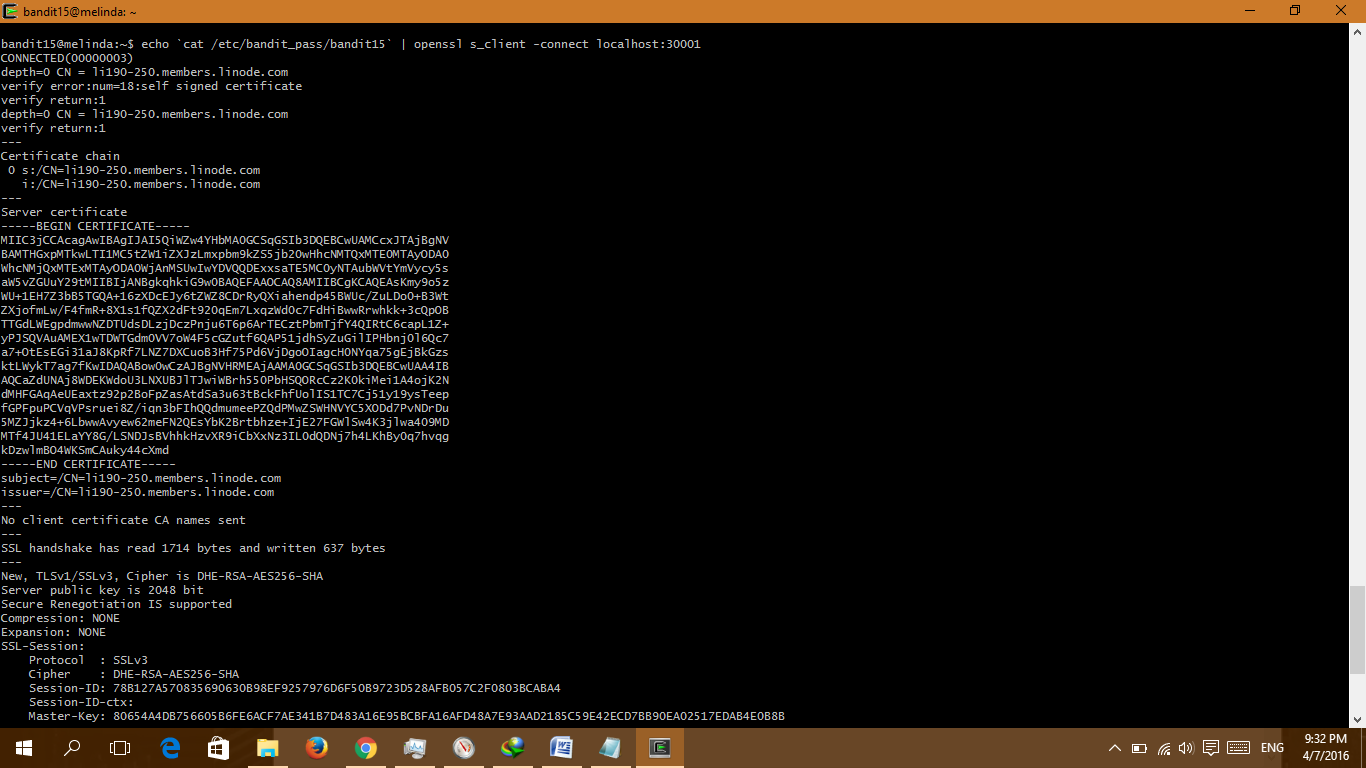 bandit15@melinda: ~
bandit15@melinda:~$ echo `cat /etc/bandit_pass/bandit15` | openssl s_client -connect localhost:30001
CONNECTED(00000003)
depth=0 CN = li190-250.members.linode.com
verify error:num=18:self signed certificate
verify return:1
depth=0 CN = li190-250.members.linode.com
verify return:1
---
Certificate chain
 0 s:/CN=li190-250.members.linode.com
   i:/CN=li190-250.members.linode.com
---
Server certificate
-----BEGIN CERTIFICATE-----
MIIC3jCCAcagAwIBAgIJAI5QiWZw4YHbMA0GCSqGSIb3DQEBCwUAMCcxJTAjBgNV
BAMTHGxpMTkwLTI1MC5tZW1iZXJzLmxpbm9kZS5jb20wHhcNMTQxMTE0MTAyODA0
WhcNMjQxMTExMTAyODA0WjAnMSUwIwYDVQQDExxsaTE5MC0yNTAubWVtYmVycy5s
aW5vZGUuY29tMIIBIjANBgkqhkiG9w0BAQEFAAOCAQ8AMIIBCgKCAQEAsKmy9o5z
WU+1EH7Z3bB5TGQA+16zXDcEJy6tZWZ8CDrRyQXiahendp45BWUc/ZuLDoO+B3Wt
ZXjofmLw/F4fmR+8X1s1fQZX2dFt92OqEm7LxqzWdOc7FdHiBwwRrwhkk+3cQpOB
TTGdLWEgpdmwwNZDTUdsDLzjDczPnju6T6p6ArTECztPbmTjfY4QIRtC6capL1Z+
yPJSQVAuAMEX1wTDWTGdm0VV7oW4F5cGZutf6QAP51jdhSyZuGilIPHbnjOl6Qc7
a7+OtEsEGi31aJ8KpRf7LNZ7DXCuoB3Hf75Pd6VjDgoOIagcHONYqa75gEjBkGzs
ktLWykT7ag7fKwIDAQABowOwCzAJBgNVHRMEAjAAMA0GCSqGSIb3DQEBCwUAA4IB
AQCaZdUNAj8WDEKWdoU3LNXUBJlTJwiWBrh55OPbHSQORcCz2KOkiMei1A4ojK2N
dMHFGAqAeUEaxtz92p2BoFpZasAtdSa3u63tBckFhfUolIS1TC7Cj51y19ysTeep
fGPFpuPCVqVPsruei8Z/iqn3bFIhQQdmumeePZQdPMwZSWHNVYC5XODd7PvNDrDu
5MZJjkz4+6LbwwAvyew62meFN2QEsYbK2Brtbhze+IjE27FGWlSw4K3jlwa4O9MD
MTf4JU41ELaYY8G/LSNDJsBVhhkHzvXR9iCbXxNz3ILOdQDNj7h4LKhByOq7hvqg
kDzwlmBO4WKSmCAuky44cXmd
-----END CERTIFICATE-----
subject=/CN=li190-250.members.linode.com
issuer=/CN=li190-250.members.linode.com
---
No client certificate CA names sent
---
SSL handshake has read 1714 bytes and written 637 bytes
---
New, TLSv1/SSLv3, Cipher is DHE-RSA-AES256-SHA
Server public key is 2048 bit
Secure Renegotiation IS supported
Compression: NONE
Expansion: NONE
SSL-Session:
    Protocol  : SSLv3
    Cipher    : DHE-RSA-AES256-SHA
    Session-ID: 78B127A570835690630B98EF9257976D6F50B9723D528AFB057C2F0803BCABA4
    Session-ID-ctx:
    Master-Key: 80654A4DB756605B6FE6ACF7AE341B7D483A16E95BCBFA16AFD48A7E93AAD2185C59E42ECD7BB90EA02517EDAB4E0B8B
ENG
9:32 PM
4/7/2016